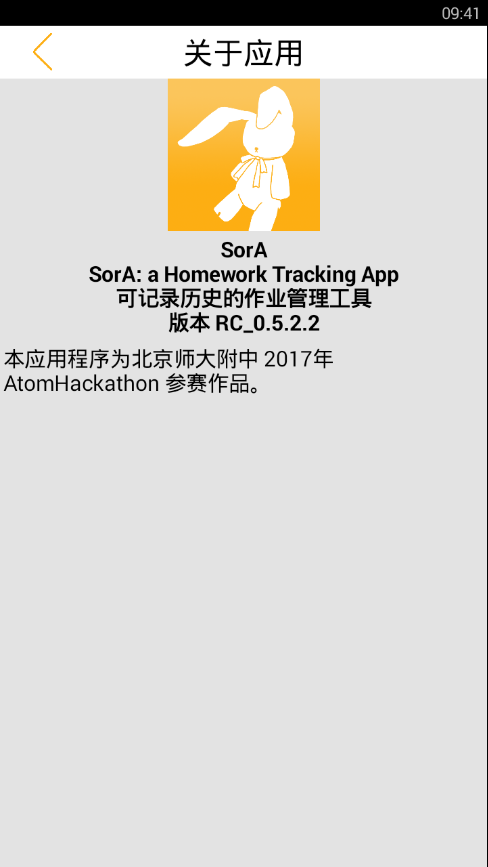 09:41
关于应用
SorA
SorA: a Homework Tracking App
可记录历史的作业管理工具
版本 RC_0.5.2.2
本应用程序为北京师大附中 2017年
AtomHackathon 参赛作品。